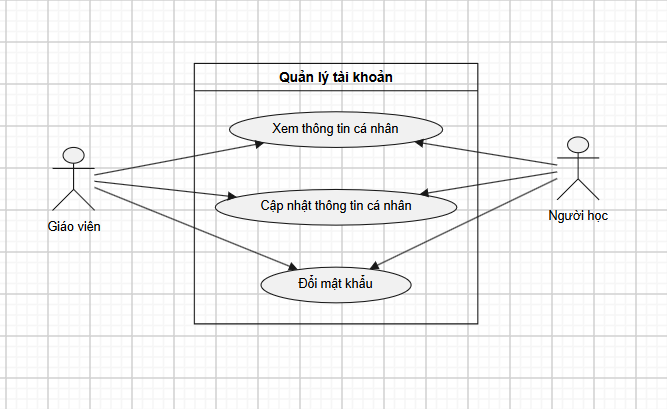 Quản lý tài khoản
Xem thông tin cá nhân
Cập nhật thông tin cá nhân
Đổi mật khẩu
Giáo viên
Người học